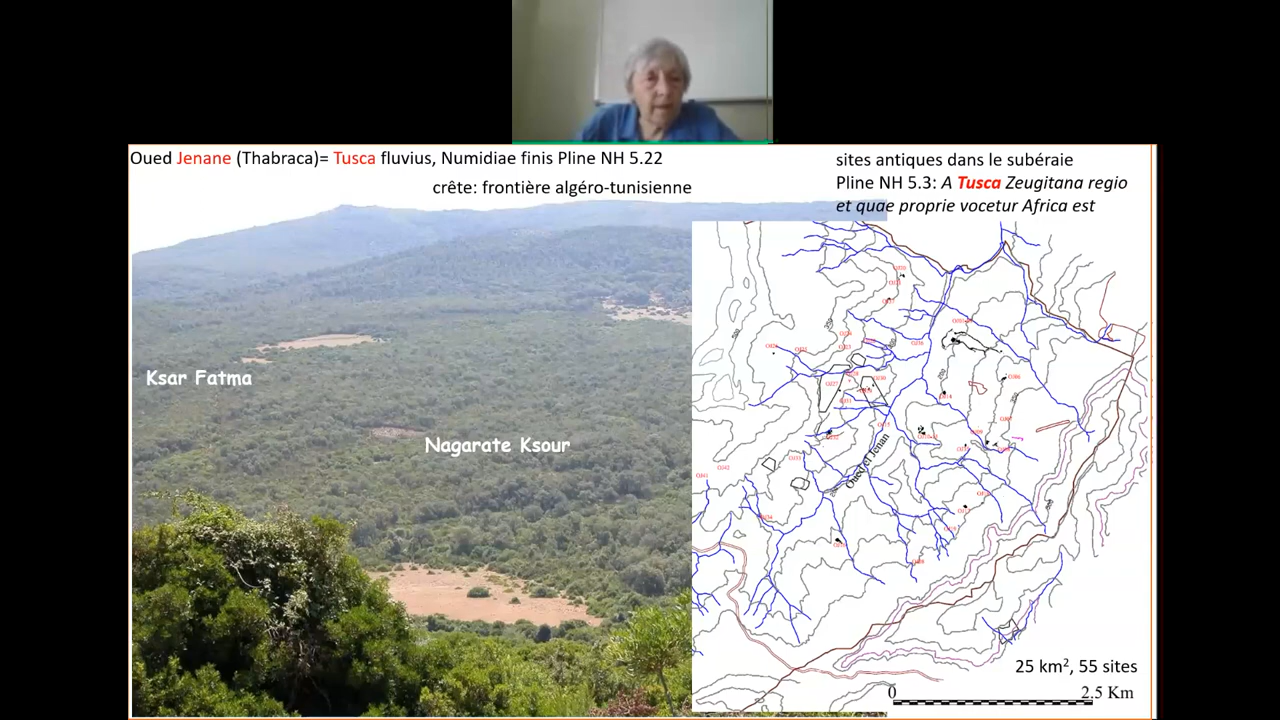 Oued Jenane (Thabraca)= Tusca fluvius, Numidiae finis Pline NH 5.22
crête: frontière algéro-tunisienne
sites antiques dans le subéraie
Pline NH 5.3: A Tusca Zeugitana regio
et quae proprie vocetur Africa est
Ksar Fatma
Nagarate Ksour
Oued el Jenan
25 km², 55 sites
0 2.5 Km